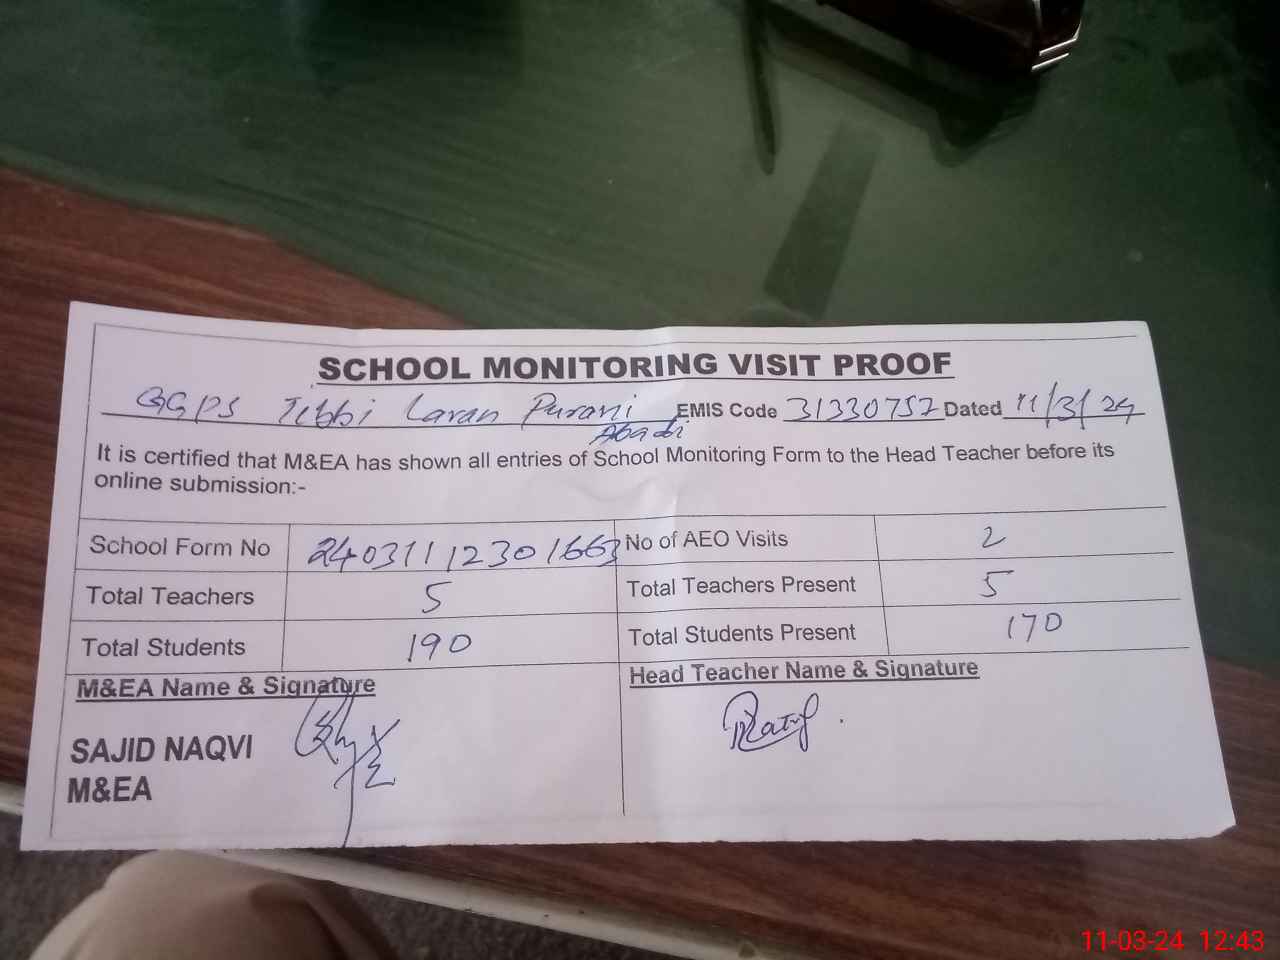 SCHOOL MONITORING VISIT PROOF
GGPS Tibbi Laran Purani Abadi EMIS Code 31330757 Dated 11/3/24
It is certified that M&EA has shown all entries of School Monitoring Form to the Head Teacher before its
online submission:-
School Form No 24031112301663 No of AEO Visits 2
Total Teachers 5 Total Teachers Present 5
Total Students 190 Total Students Present 170
M&EA Name & Signature Head Teacher Name & Signature
SAJID NAQVI
M&EA
11-03-24 12:43